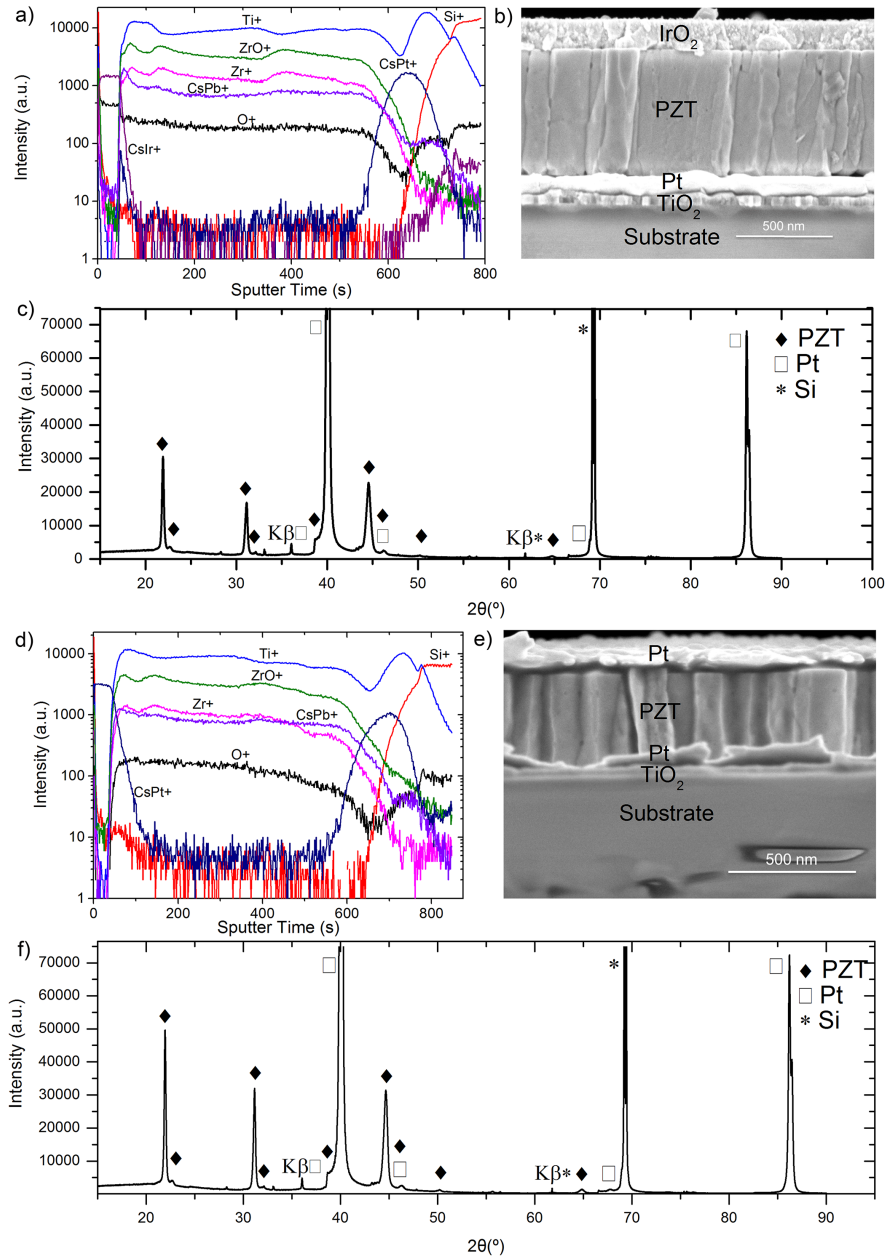 a)
Intensity (a.u.)
10000
1000
100
10
1
Ti+
Si+
ZrO+
CsPt+
Zr+
CsPb+
O+
CsIr+
0
200
400
600
800
Sputter Time (s)
b)
IrO2
PZT
Pt
TiO2
Substrate
500 nm
c)
Intensity (a.u.)
70000
60000
50000
40000
30000
20000
10000
0
◆ PZT
□ Pt
* Si
*
Kβ□
Kβ*
20 30 40 50 60 70 80 90 100
2θ(º)
d)
Intensity (a.u.)
10000
1000
100
10
1
Ti+
Si+
ZrO+
Zr+
CsPb+
O+
CsPt+
0
200
400
600
800
Sputter Time (s)
e)
Pt
PZT
Pt
TiO2
Substrate
500 nm
f)
Intensity (a.u.)
70000
60000
50000
40000
30000
20000
10000
◆ PZT
□ Pt
* Si
*
Kβ□
Kβ*
20 30 40 50 60 70 80 90
2θ(º)